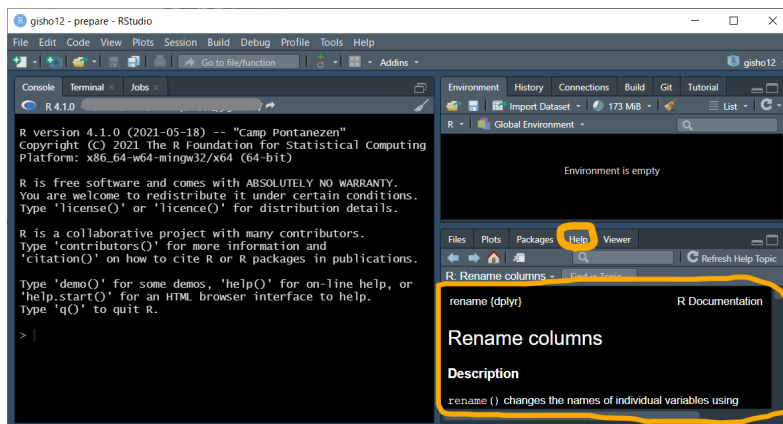 gisho12 - prepare - RStudio
File Edit Code View Plots Session Build Debug Profile Tools Help
Go to file/function Addins gisho12
Console Terminal Jobs
R 4.1.0
R version 4.1.0 (2021-05-18) -- "Camp Pontanezen"
Copyright (C) 2021 The R Foundation for Statistical Computing
Platform: x86_64-w64-mingw32/x64 (64-bit)
R is free software and comes with ABSOLUTELY NO WARRANTY.
You are welcome to redistribute it under certain conditions.
Type 'license()' or 'licence()' for distribution details.
R is a collaborative project with many contributors.
Type 'contributors()' for more information and
'citation()' on how to cite R or R packages in publications.
Type 'demo()' for some demos, 'help()' for on-line help, or
'help.start()' for an HTML browser interface to help.
Type 'q()' to quit R.
>
Environment History Connections Build Git Tutorial
Import Dataset 173 MiB List
R Global Environment
Environment is empty
Files Plots Packages Help Viewer
Refresh Help Topic
R: Rename columns Find in Topic
rename {dplyr} R Documentation
Rename columns
Description
rename() changes the names of individual variables using